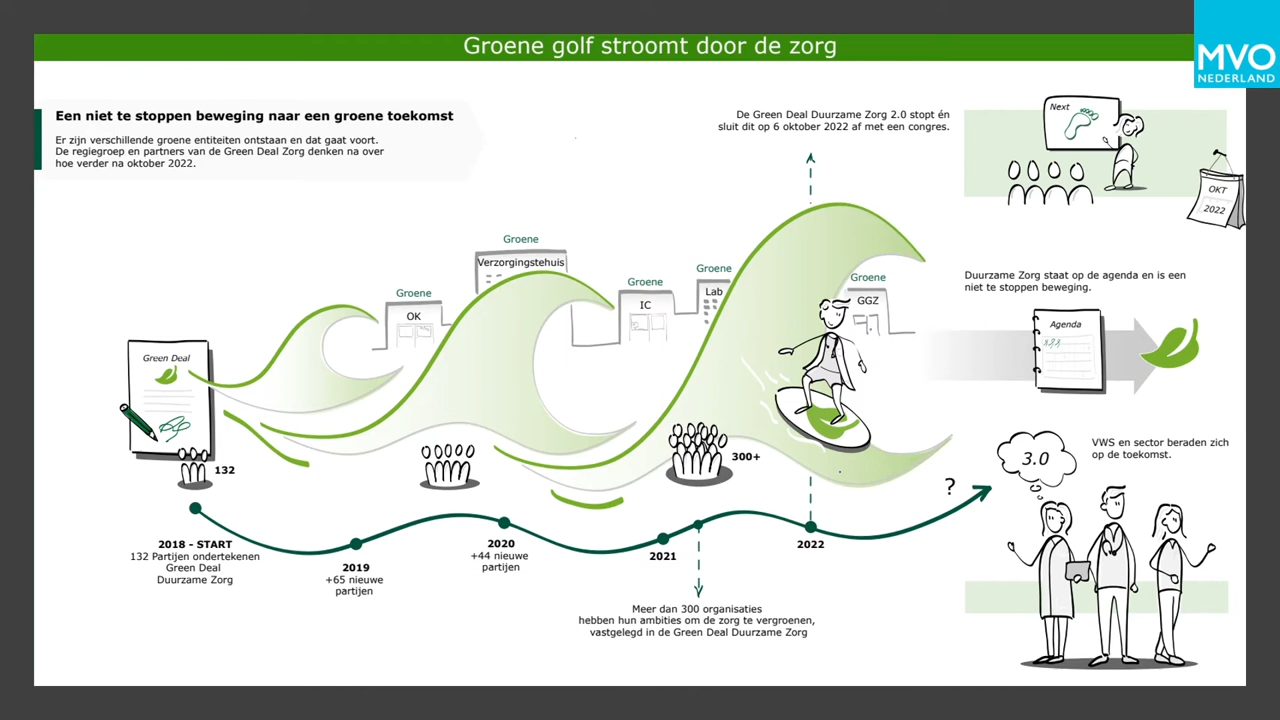 Groene golf stroomt door de zorg
MVO
NEDERLAND
Een niet te stoppen beweging naar een groene toekomst
Er zijn verschillende groene entiteiten ontstaan en dat gaat voort.
De regiegroep en partners van de Green Deal Zorg denken na over
hoe verder na oktober 2022.
De Green Deal Duurzame Zorg 2.0 stopt én
sluit dit op 6 oktober 2022 af met een congres.
Next
OKT
2022
Groene
Verzorgingstehuis
Groene
OK
Groene
IC
Groene
Lab
Groene
GGZ
Duurzame Zorg staat op de agenda en is een
niet te stoppen beweging.
Agenda
Green Deal
132
300+
VWS en sector beraden zich
op de toekomst.
3.0
?
2018 - START
132 Partijen ondertekenen
Green Deal
Duurzame Zorg
2019
+65 nieuwe
partijen
2020
+44 nieuwe
partijen
2021
2022
Meer dan 300 organisaties
hebben hun ambities om de zorg te vergroenen,
vastgelegd in de Green Deal Duurzame Zorg